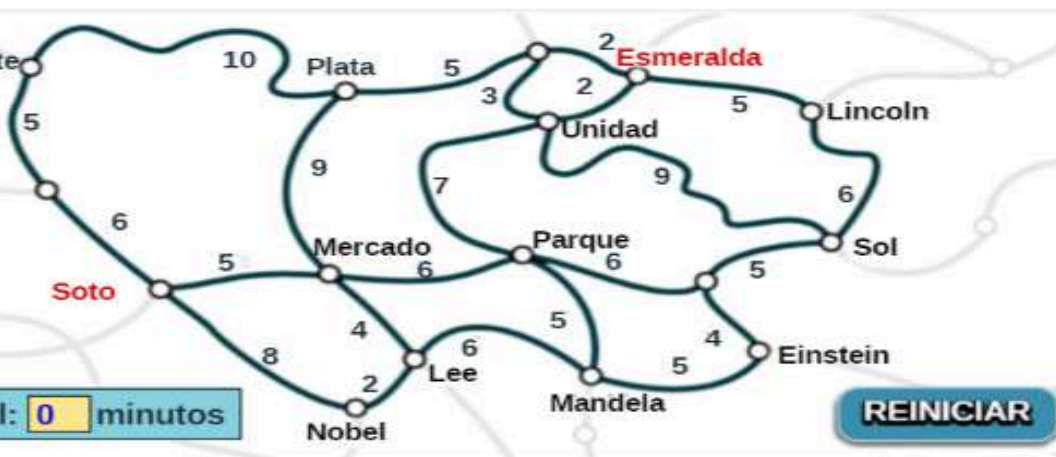 te
10
2
Esmeralda
Plata
5
2
3
5
Lincoln
5
Unidad
9
7
9
6
6
Mercado
Parque
Sol
5
6
6
5
Soto
4
5
4
8
6
5
Einstein
2
Lee
Mandela
l: 0 minutos
REINICIAR
Nobel